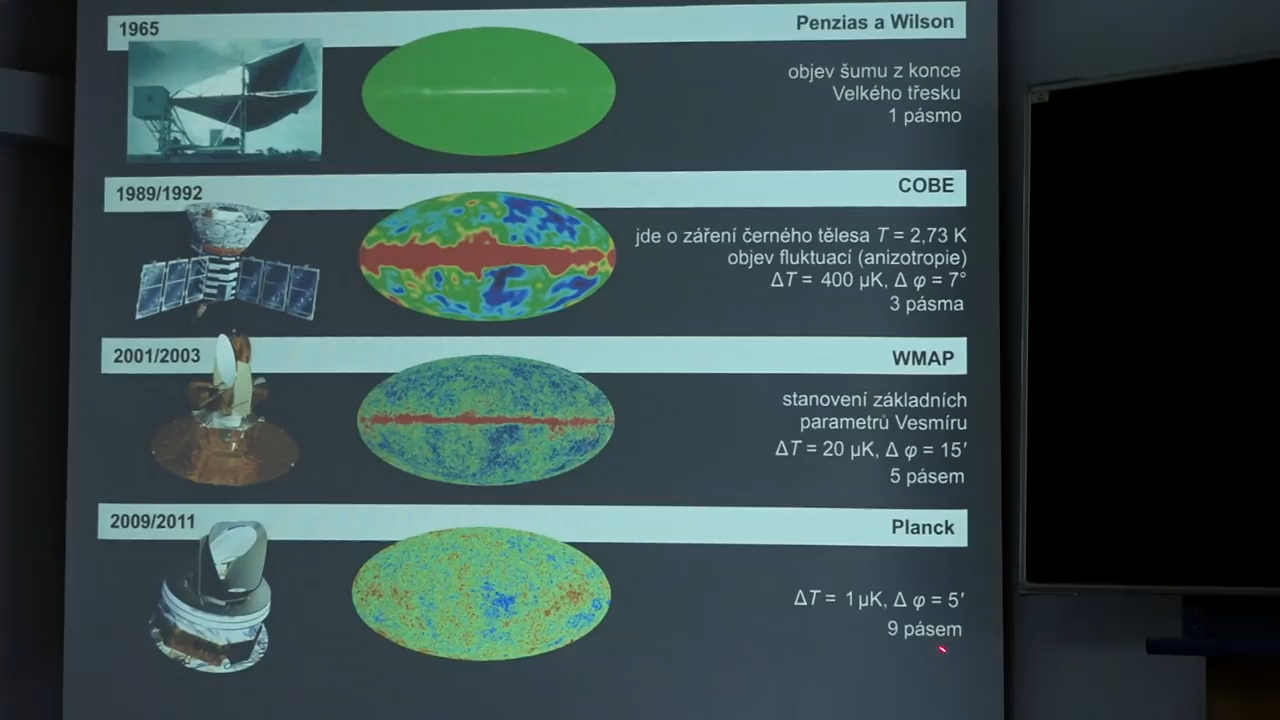 1965
Penzias a Wilson
objev šumu z konce
Velkého třesku
1 pásmo
1989/1992
COBE
jde o záření černého tělesa T = 2,73 K
objev fluktuací (anizotropie)
ΔT = 400 μK, Δ φ = 7°
3 pásma
2001/2003
WMAP
stanovení základních
parametrů Vesmíru
ΔT = 20 μK, Δ φ = 15′
5 pásem
2009/2011
Planck
ΔT = 1 μK, Δ φ = 5′
9 pásem